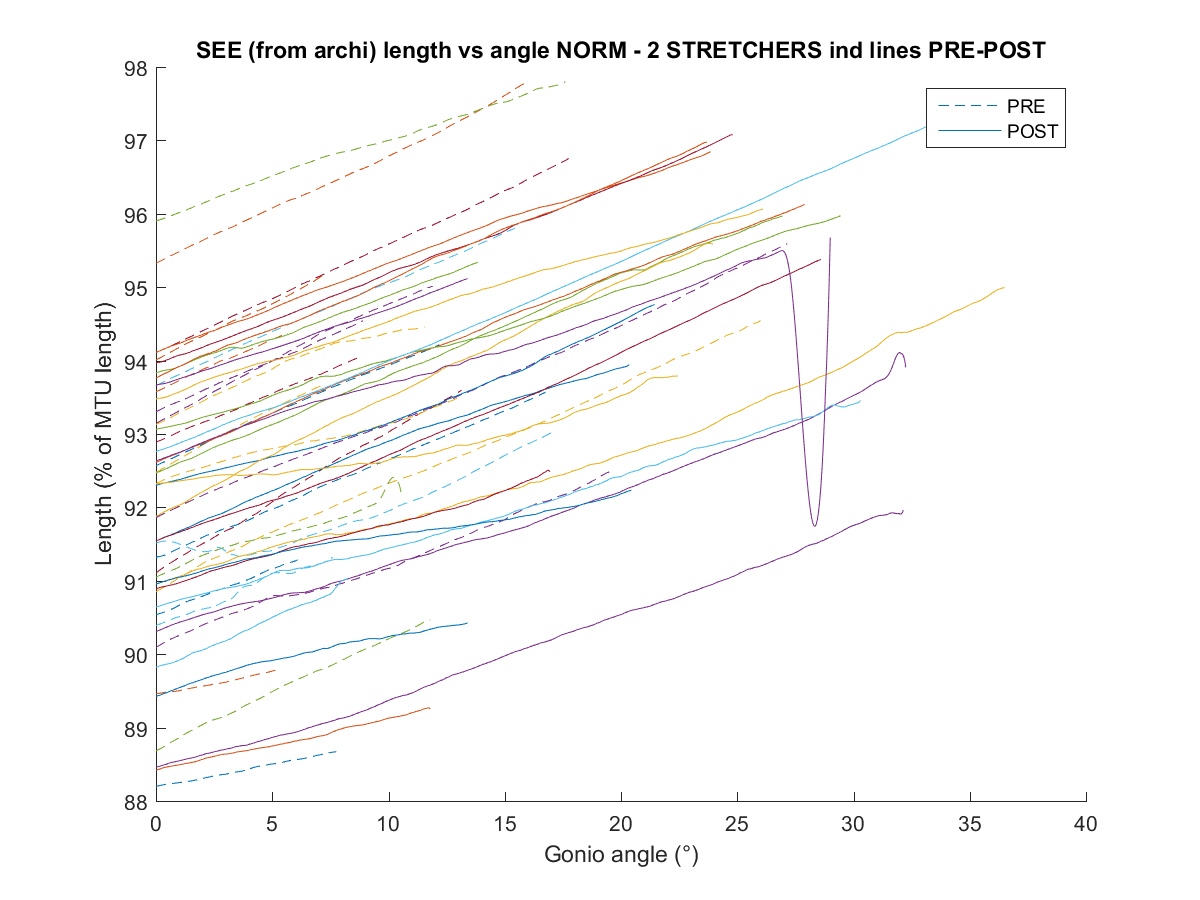 SEE (from archi) length vs angle NORM - 2 STRETCHERS ind lines PRE-POST
98
97
96
95
94
93
92
91
90
89
88
Length (% of MTU length)
PRE
POST
0 5 10 15 20 25 30 35 40
Gonio angle (°)